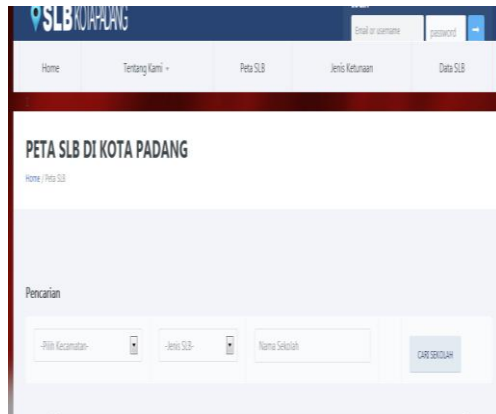 SLB KOTAPADANG
Email or username
password
Home
Tentang Kami
Peta SLB
Jenis Ketunaan
Data SLB
PETA SLB DI KOTA PADANG
Home / Peta SLB
Pencarian
-Pilih Kecamatan-
-Jenis SLB-
Nama Sekolah
CARI SEKOLAH